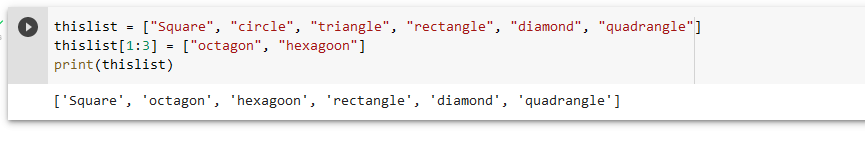 thislist = ["Square", "circle", "triangle", "rectangle", "diamond", "quadrangle"]
thislist[1:3] = ["octagon", "hexagoon"]
print(thislist)
['Square', 'octagon', 'hexagoon', 'rectangle', 'diamond', 'quadrangle']